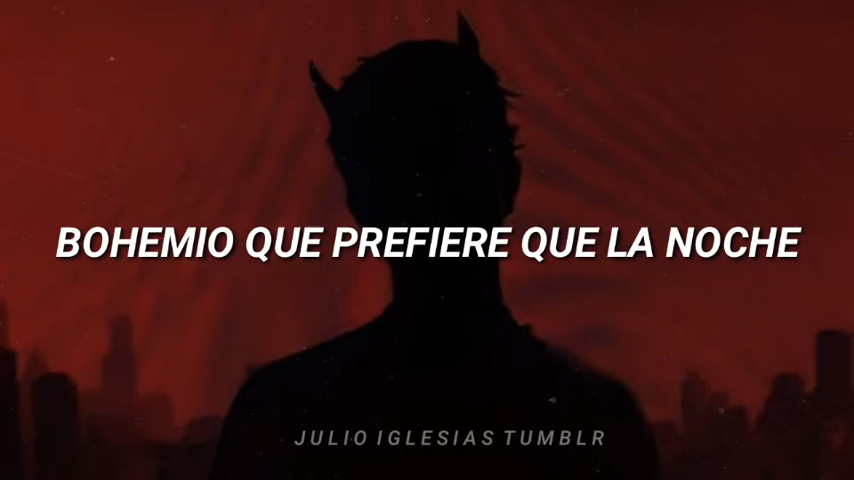 BOHEMIO QUE PREFIERE QUE LA NOCHE
JULIO IGLESIAS TUMBLR